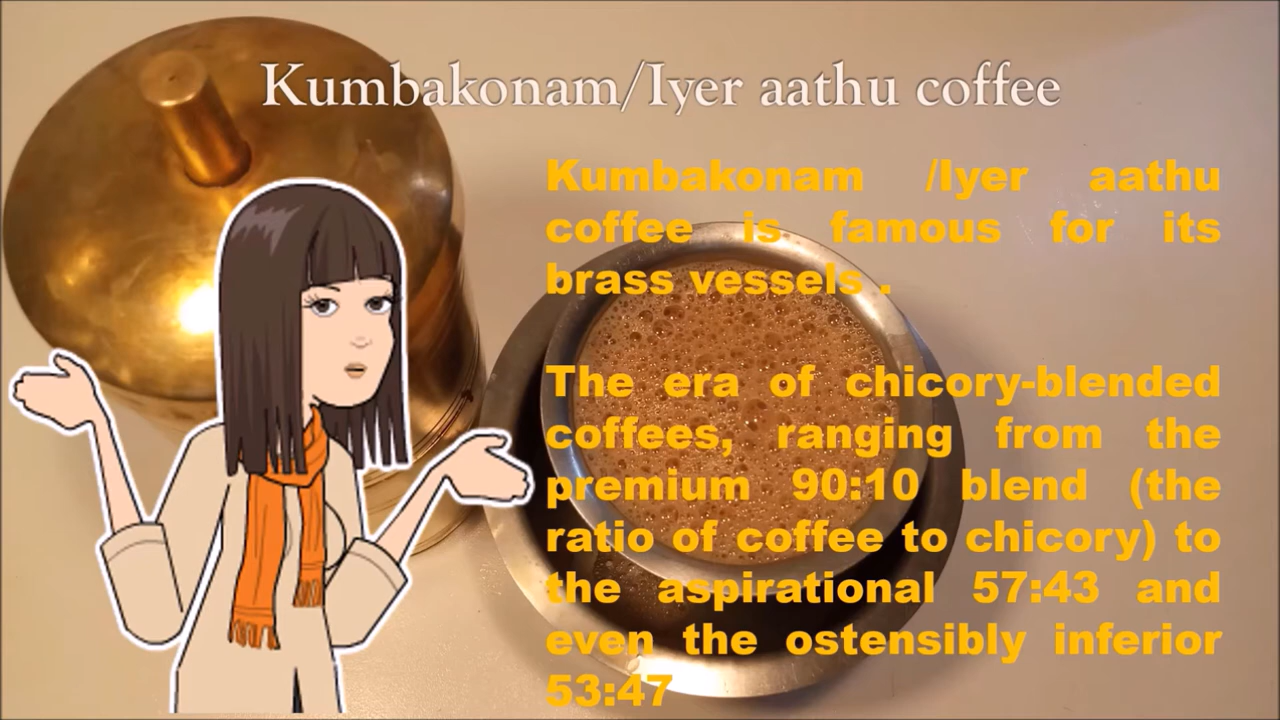 Kumbakonam/Iyer aathu coffee
Kumbakonam /Iyer aathu
coffee is famous for its
brass vessels .
The era of chicory-blended
coffees, ranging from the
premium 90:10 blend (the
ratio of coffee to chicory) to
the aspirational 57:43 and
even the ostensibly inferior
53:47